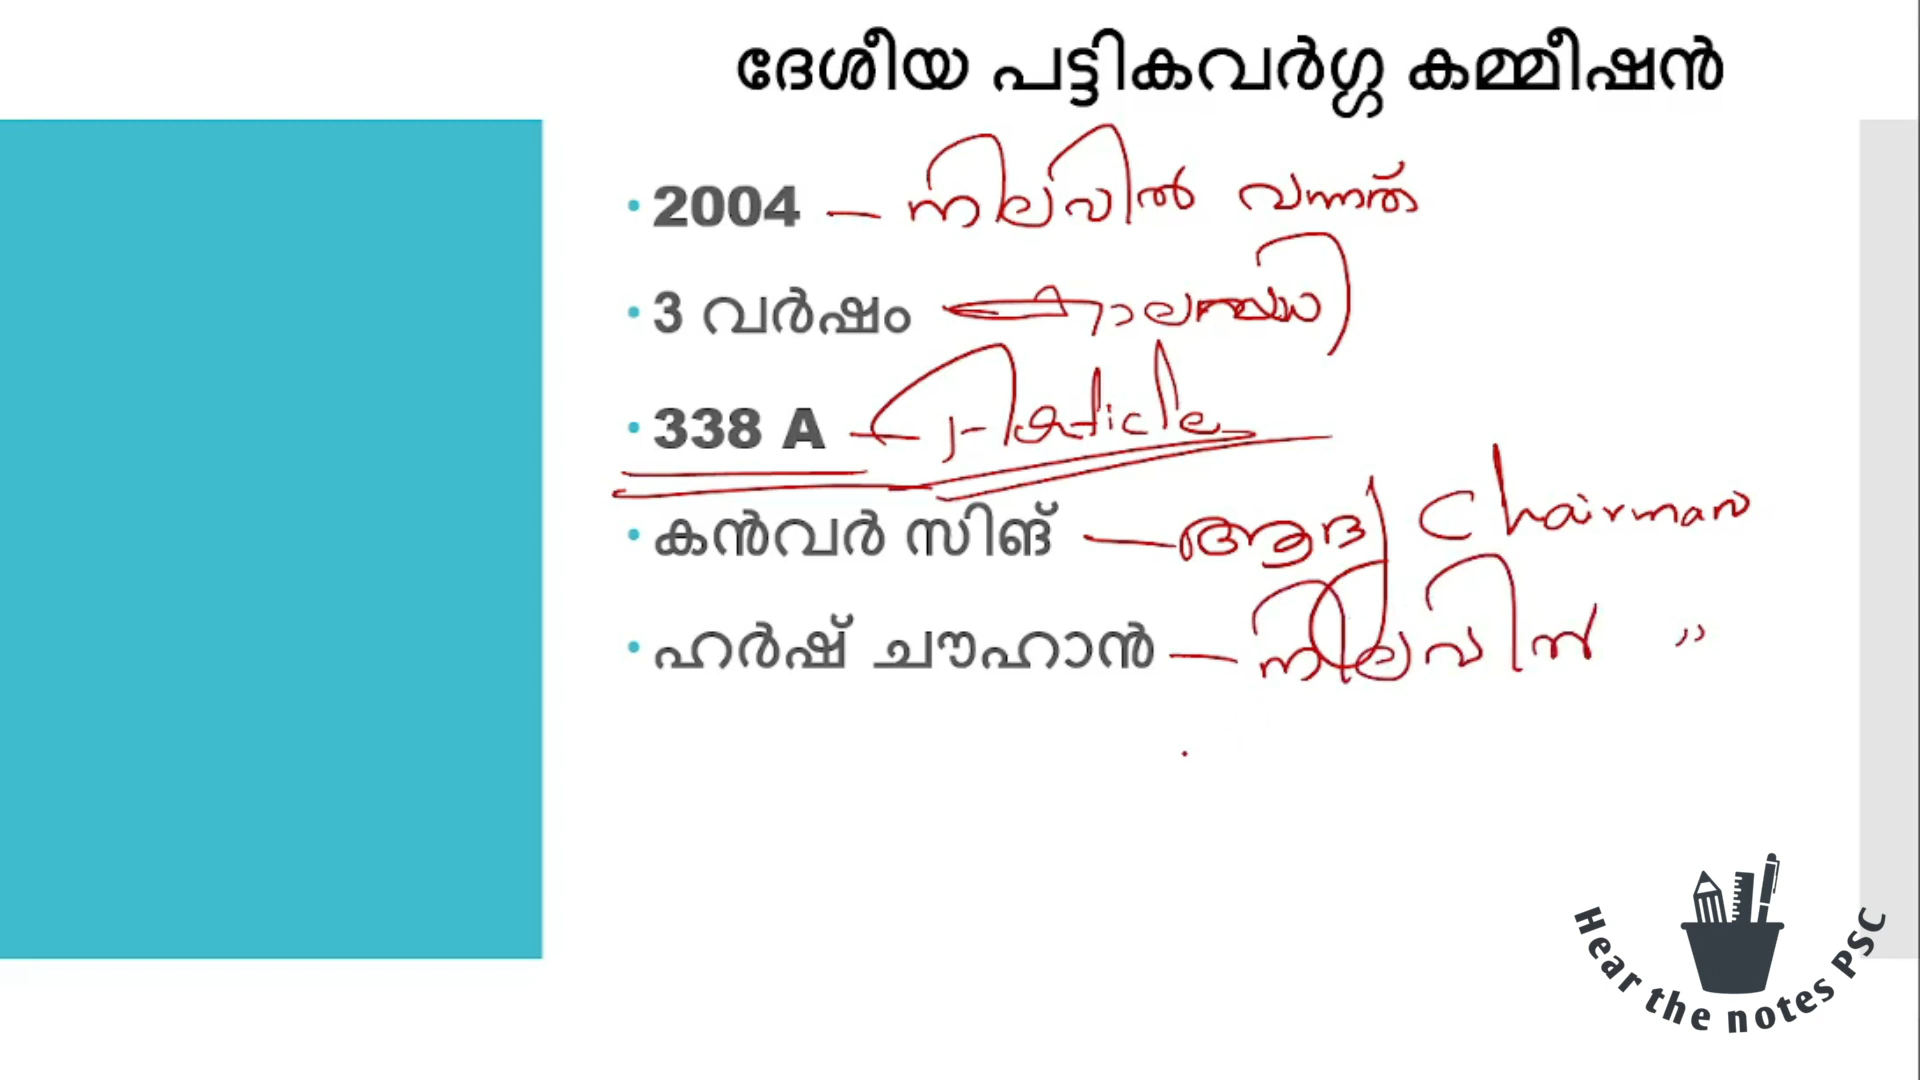 ദേശീയ പട്ടികവർഗ്ഗ കമ്മീഷൻ
• 2004 — നിലവിൽ വന്നത്
• 3 വർഷം കാലാവധി
• 338 A — Article
• കൻവർ സിങ് — ആദ്യ Chairman
• ഹർഷ് ചൗഹാൻ — നിലവിൽ "
Hear the notes PSC